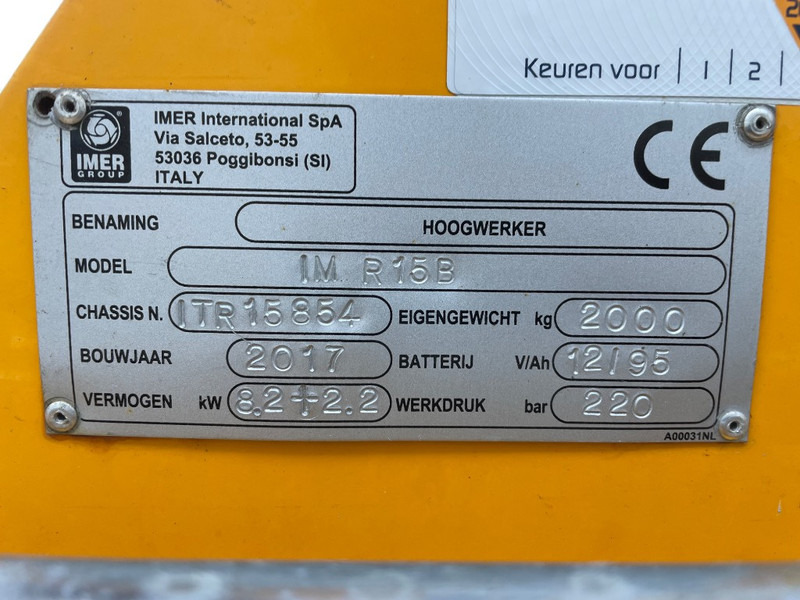 Keuren voor | 1 | 2 |
IMER GROUP
IMER International SpA
Via Salceto, 53-55
53036 Poggibonsi (SI)
ITALY
CE
BENAMING HOOGWERKER
MODEL IM R15B
CHASSIS N. ITR15854 EIGENGEWICHT kg 2000
BOUWJAAR 2017 BATTERIJ V/Ah 12/95
VERMOGEN kW 8.2+2.2 WERKDRUK bar 220
A00031NL